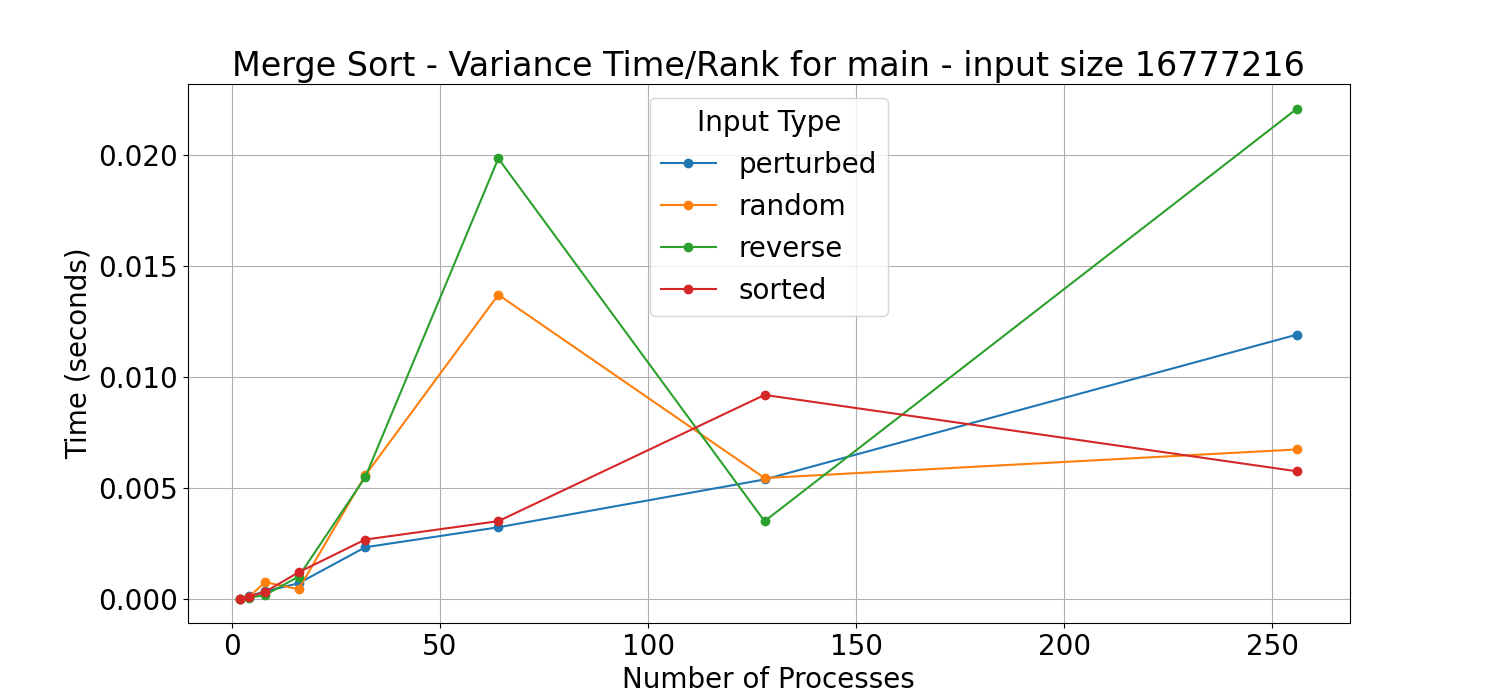 Merge Sort - Variance Time/Rank for main - input size 16777216
Input Type
perturbed
random
reverse
sorted
Time (seconds)
0.020
0.015
0.010
0.005
0.000
0 50 100 150 200 250
Number of Processes